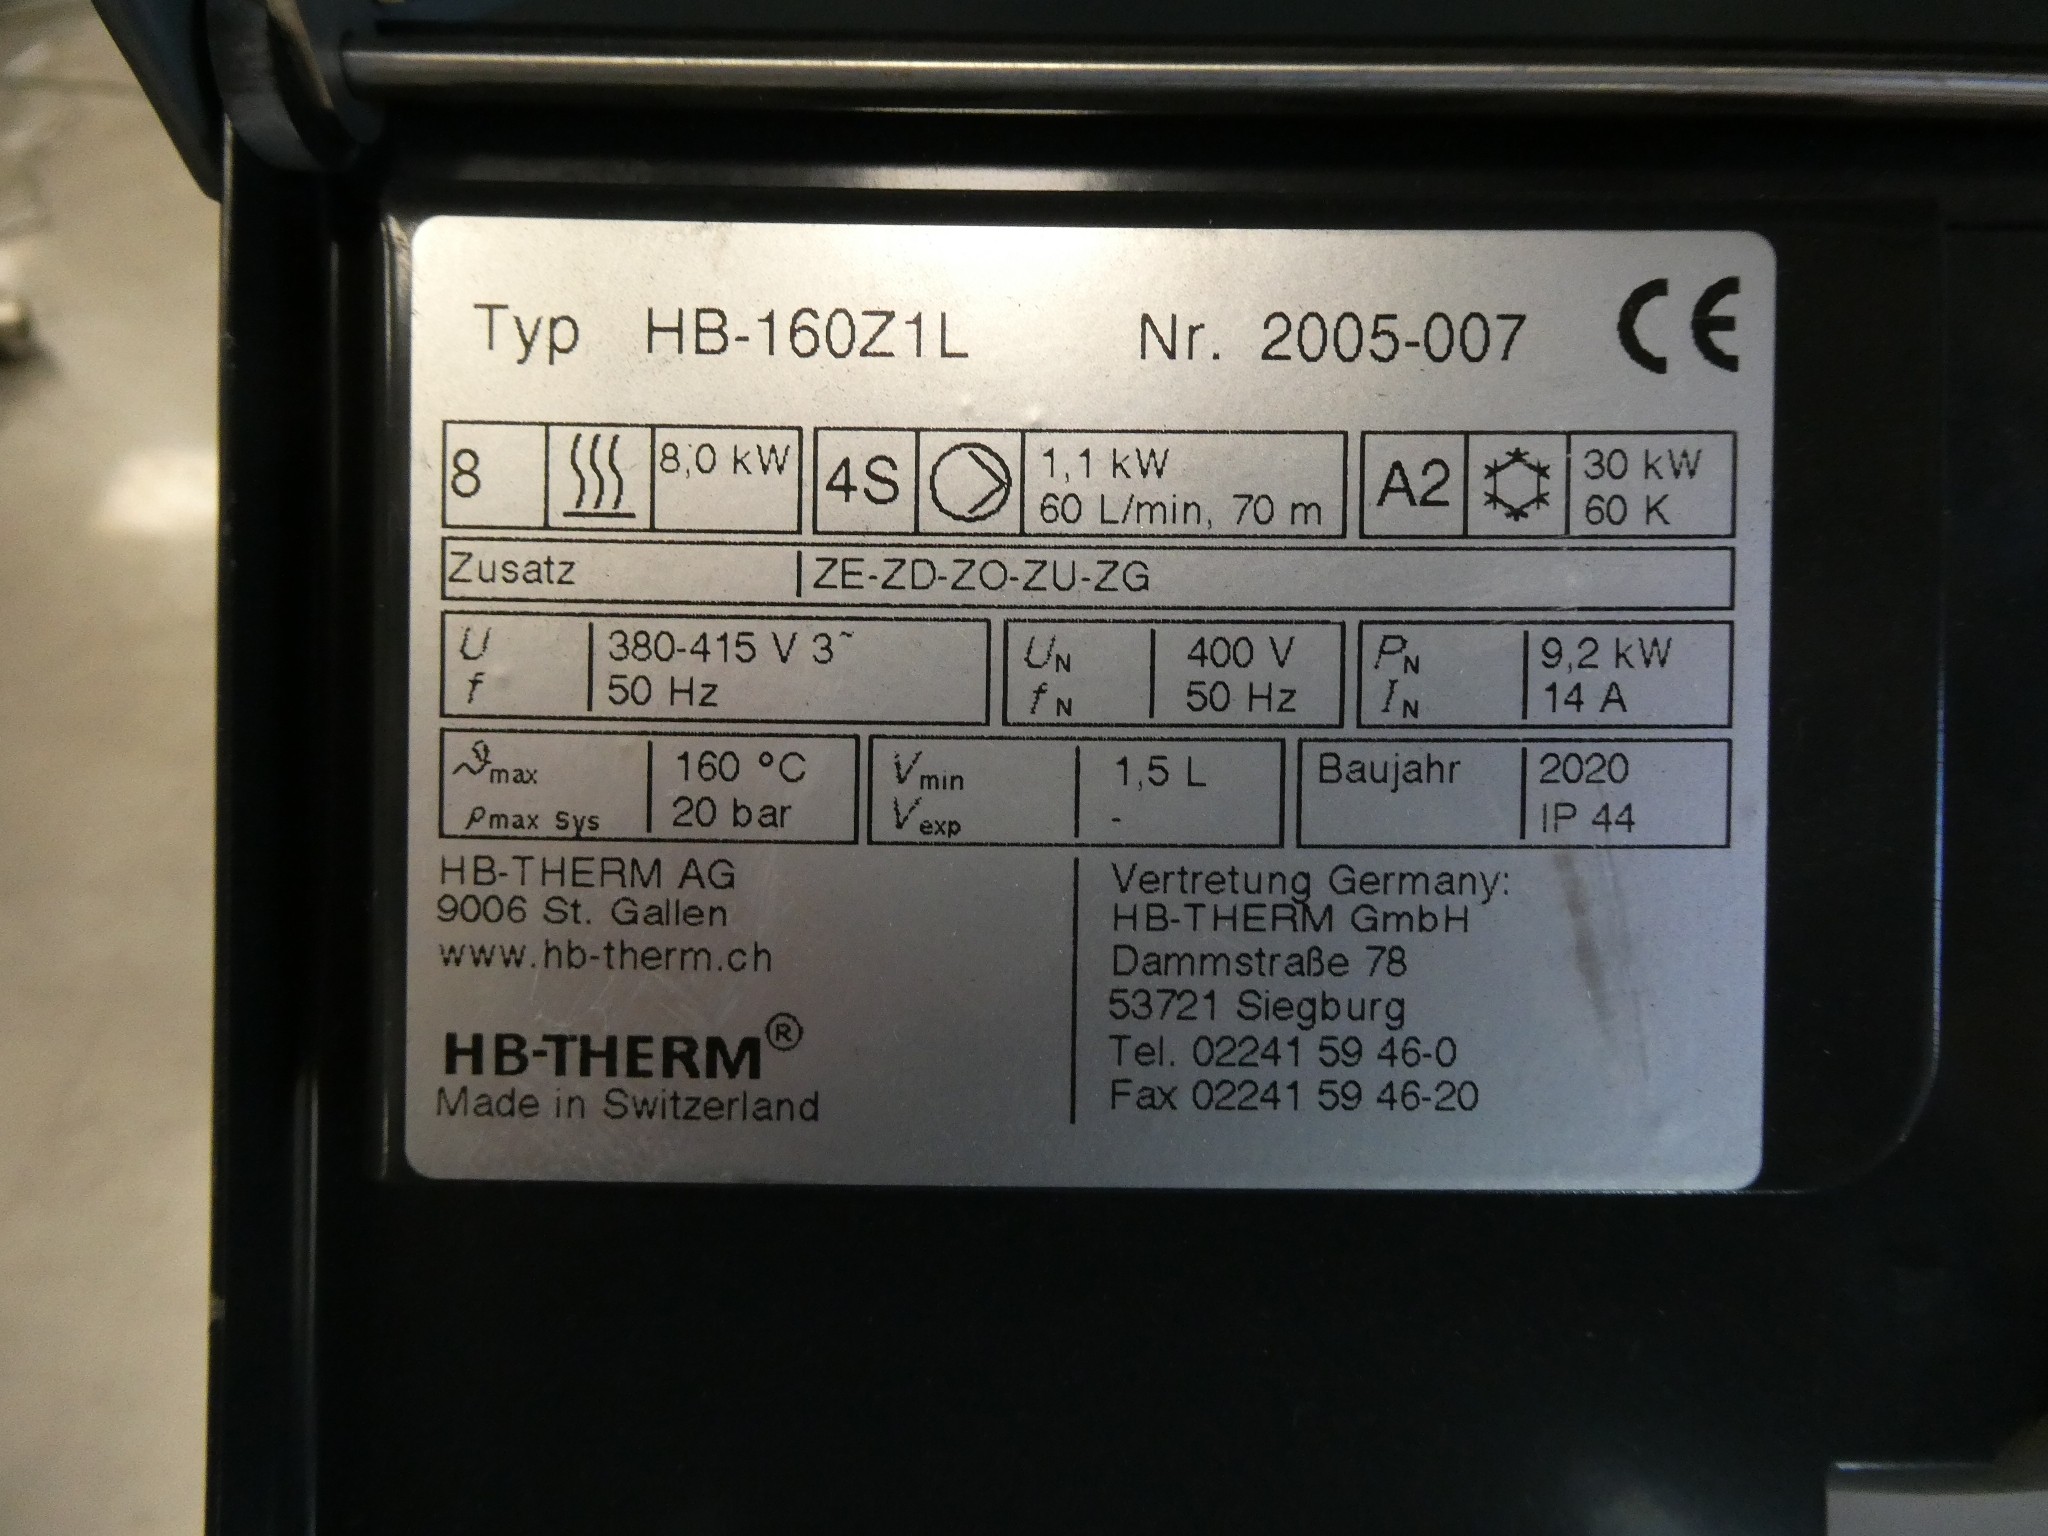 Typ HB-160Z1L Nr. 2005-007 CE
8 8,0 kW 4S 1,1 kW A2 30 kW
60 L/min, 70 m 60 K
Zusatz ZE-ZD-ZO-ZU-ZG
U 380-415 V 3~ UN 400 V PN 9,2 kW
f 50 Hz fN 50 Hz IN 14 A
ϑmax 160 °C Vmin 1,5 L Baujahr 2020
pmax Sys 20 bar Vexp - IP 44
HB-THERM AG
9006 St. Gallen
www.hb-therm.ch
HB-THERM®
Made in Switzerland
Vertretung Germany:
HB-THERM GmbH
Dammstraße 78
53721 Siegburg
Tel. 02241 59 46-0
Fax 02241 59 46-20